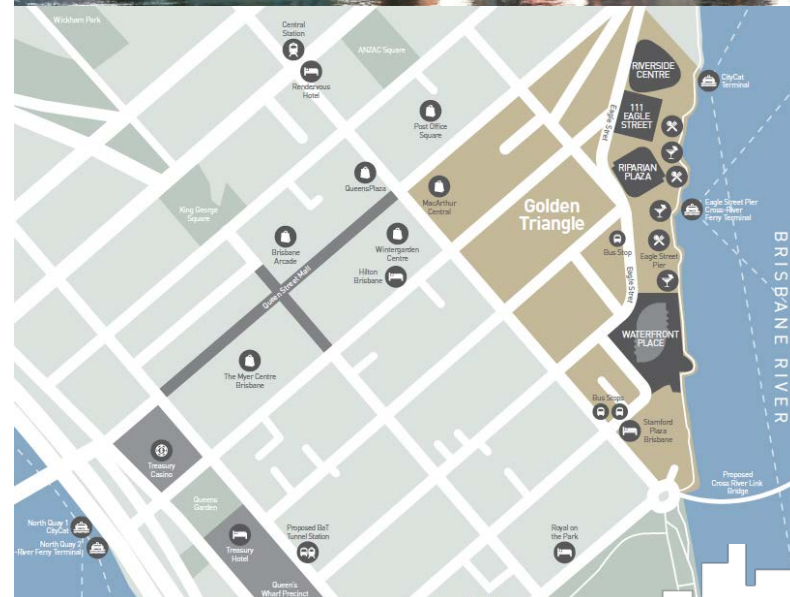 Wickham Park
Central
Station
ANZAC Square
Rendezvous
Hotel
RIVERSIDE
CENTRE
CityCat
Terminal
111
EAGLE
STREET
Eagle Stret
Post Office
Square
RIPARIAN
PLAZA
QueensPlaza
MacArthur
Central
King George
Square
Golden
Triangle
Eagle Street Pier
Cross-River
Ferry Terminal
Brisbane
Arcade
Wintergarden
Centre
Bus Stop
Eagle Street
Pier
Hilton
Brisbane
Queen Street Mall
Eagle Stret
BRISBANE RIVER
WATERFRONT
PLACE
The Myer Centre
Brisbane
Bus Stops
Stamford
Plaza
Brisbane
Treasury
Casino
Proposed
Cross River Link
Bridge
Queens
Garden
North Quay 1
CityCat
North Quay 2
-River Ferry Terminal)
Treasury
Hotel
Proposed BaT
Tunnel Station
Royal on
the Park
Queen's
Wharf Precinct